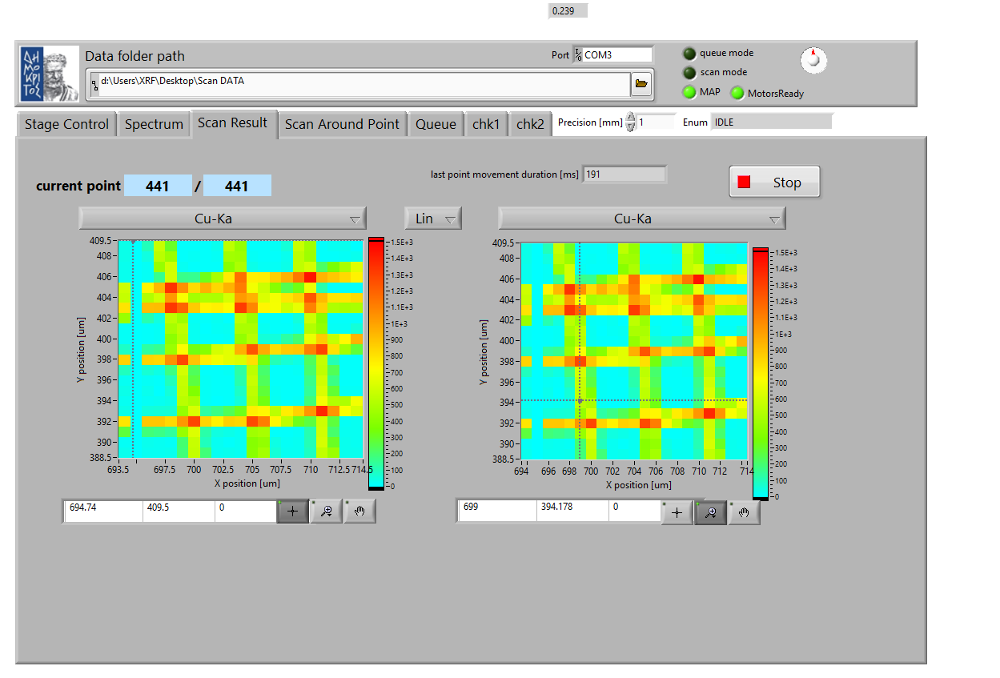 0.239
ΔΗ
ΜΟ
ΚΡΙ
ΤΟΣ
Data folder path
Port
COM3
d:\Users\XRF\Desktop\Scan DATA
queue mode
scan mode
MAP
MotorsReady
Stage Control
Spectrum
Scan Result
Scan Around Point
Queue
chk1
chk2
Precision [mm]
1
Enum
IDLE
current point
441
/
441
last point movement duration [ms]
191
Stop
Cu-Ka
Lin
Cu-Ka
409.5
408
406
404
402
400
398
396
394
392
390
388.5
Y position [um]
693.5
697.5
700
702.5
705
707.5
710
712.5
714.5
X position [um]
1.5E+3
1.4E+3
1.3E+3
1.2E+3
1.1E+3
1E+3
900
800
700
600
500
400
300
200
100
0
409.5
408
406
404
402
400
398
396
394
392
390
388.5
Y position [um]
694
696
698
700
702
704
706
708
710
712
714
X position [um]
1.5E+3
1.4E+3
1.3E+3
1.2E+3
1.1E+3
1E+3
900
800
700
600
500
400
300
200
100
0
694.74
409.5
0
699
394.178
0